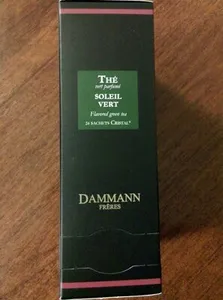 THÉ
vert parfumé
SOLEIL
VERT
Flavored green tea
24 SACHETS CRISTAL®
DAMMANN
FRÈRES